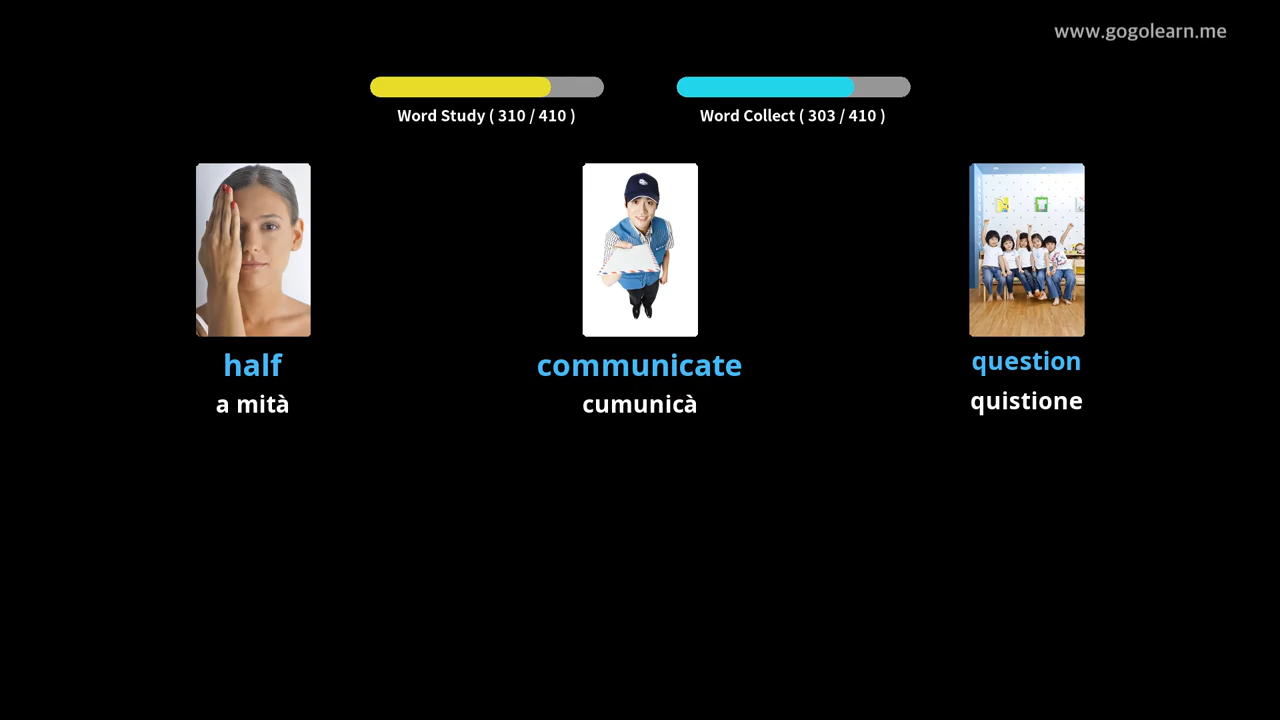 www.gogolearn.me
Word Study ( 310 / 410 )
Word Collect ( 303 / 410 )
half
a mità
communicate
cumunicà
question
quistione